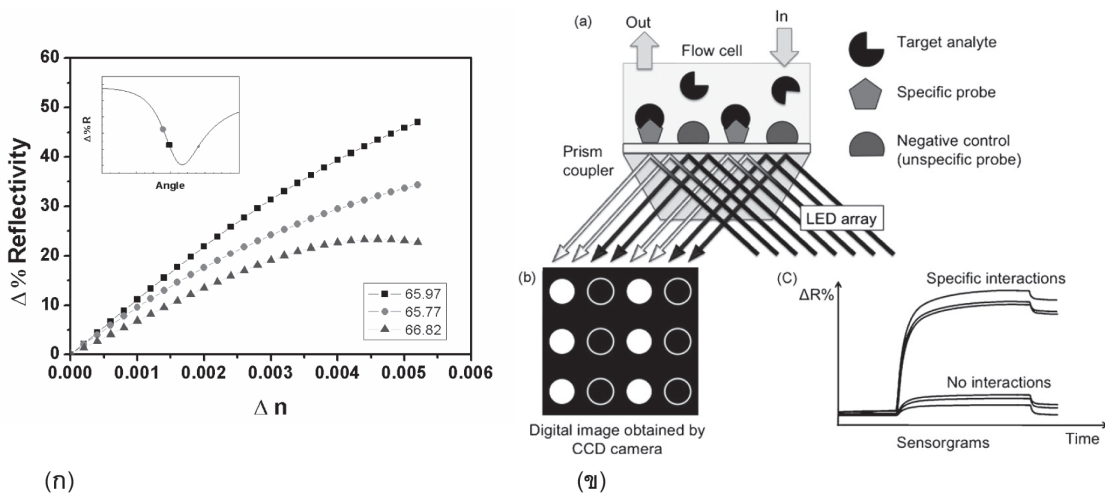 60
50
40
30
20
10
0
Δ % Reflectivity
0.000 0.001 0.002 0.003 0.004 0.005 0.006
Δ n
Δ % R
Angle
65.97
65.77
66.82
(ก)
(a)
Out
In
Flow cell
Target analyte
Specific probe
Negative control
(unspecific probe)
Prism
coupler
LED array
(b)
Digital image obtained by
CCD camera
(C)
ΔR%
Specific interactions
No interactions
Sensorgrams
Time
(ข)